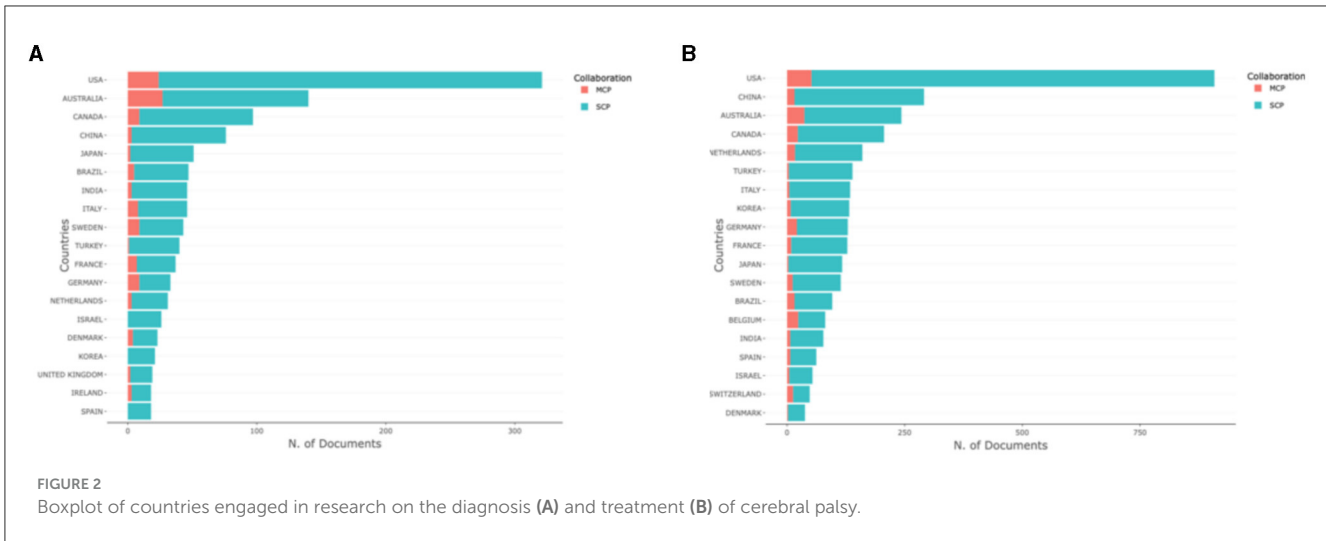 A
USA
AUSTRALIA
CANADA
CHINA
JAPAN
BRAZIL
INDIA
ITALY
SWEDEN
TURKEY
FRANCE
GERMANY
NETHERLANDS
ISRAEL
DENMARK
KOREA
UNITED KINGDOM
IRELAND
SPAIN
Countries
0 100 200 300
N. of Documents
Collaboration
MCP
SCP
B
USA
CHINA
AUSTRALIA
CANADA
NETHERLANDS
TURKEY
ITALY
KOREA
GERMANY
FRANCE
JAPAN
SWEDEN
BRAZIL
BELGIUM
INDIA
SPAIN
ISRAEL
SWITZERLAND
DENMARK
Countries
0 250 500 750
N. of Documents
Collaboration
MCP
SCP
FIGURE 2
Boxplot of countries engaged in research on the diagnosis (A) and treatment (B) of cerebral palsy.